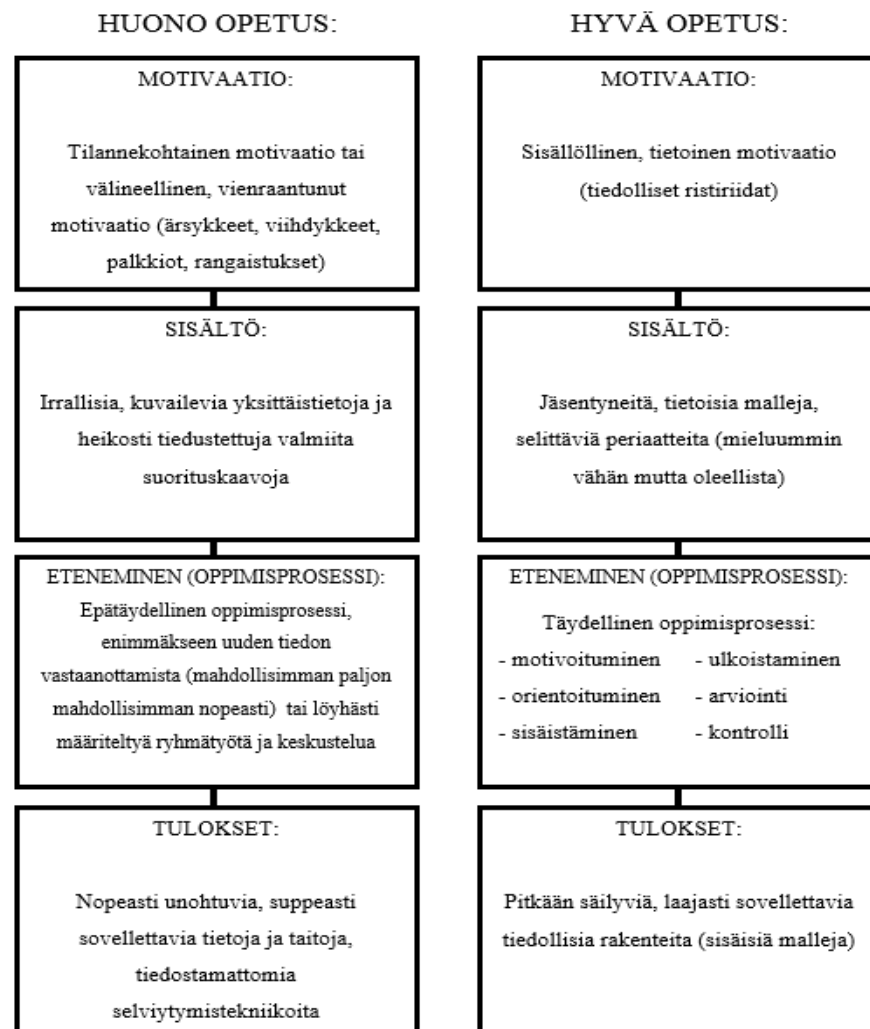 HUONO OPETUS:
MOTIVAATIO:
Tilannekohtainen motivaatio tai
välineellinen, vienraantunut
motivaatio (ärsykkeet, viihdykkeet,
palkkiot, rangaistukset)
SISÄLTÖ:
Irrallisia, kuvailevia yksittäistietoja ja
heikosti tiedustettuja valmiita
suorituskaavoja
ETENEMINEN (OPPIMISPROSESSI):
Epätäydellinen oppimisprosessi,
enimmäkseen uuden tiedon
vastaanottamista (mahdollisimman paljon
mahdollisimman nopeasti) tai löyhästi
määriteltyä ryhmätyötä ja keskustelua
TULOKSET:
Nopeasti unohtuvia, suppeasti
sovellettavia tietoja ja taitoja,
tiedostamattomia
selviytymistekniikoita
HYVÄ OPETUS:
MOTIVAATIO:
Sisällöllinen, tietoinen motivaatio
(tiedolliset ristiriidat)
SISÄLTÖ:
Jäsentyneitä, tietoisia malleja,
selittäviä periaatteita (mieluummin
vähän mutta oleellista)
ETENEMINEN (OPPIMISPROSESSI):
Täydellinen oppimisprosessi:
- motivoituminen - ulkoistaminen
- orientoituminen - arviointi
- sisäistäminen - kontrolli
TULOKSET:
Pitkään säilyviä, laajasti sovellettavia
tiedollisia rakenteita (sisäisiä malleja)